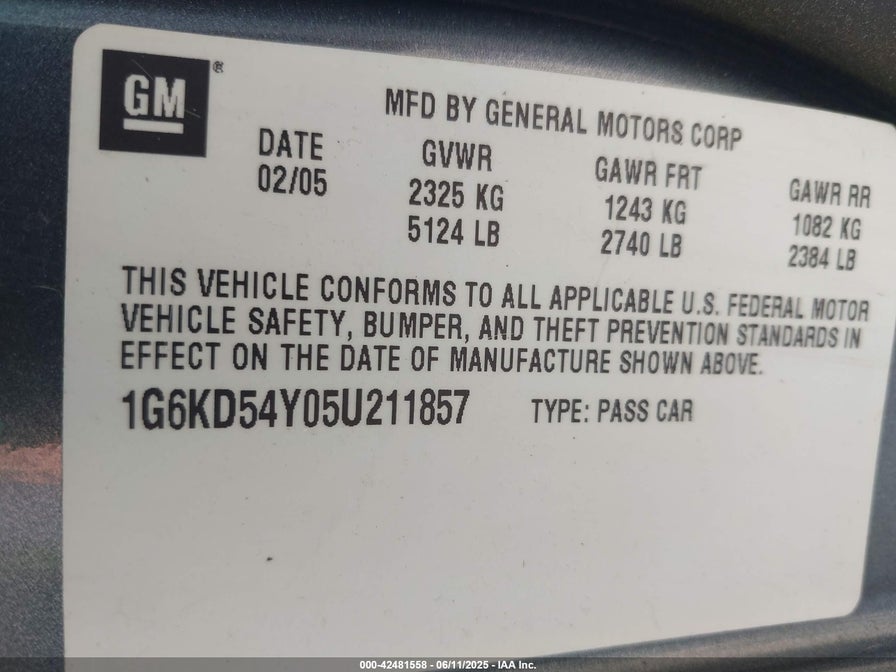 GM®
MFD BY GENERAL MOTORS CORP
DATE GVWR GAWR FRT GAWR RR
02/05 2325 KG 1243 KG 1082 KG
5124 LB 2740 LB 2384 LB
THIS VEHICLE CONFORMS TO ALL APPLICABLE U.S. FEDERAL MOTOR
VEHICLE SAFETY, BUMPER, AND THEFT PREVENTION STANDARDS IN
EFFECT ON THE DATE OF MANUFACTURE SHOWN ABOVE.
1G6KD54Y05U211857 TYPE: PASS CAR
000-42481558 - 06/11/2025 - IAA Inc.